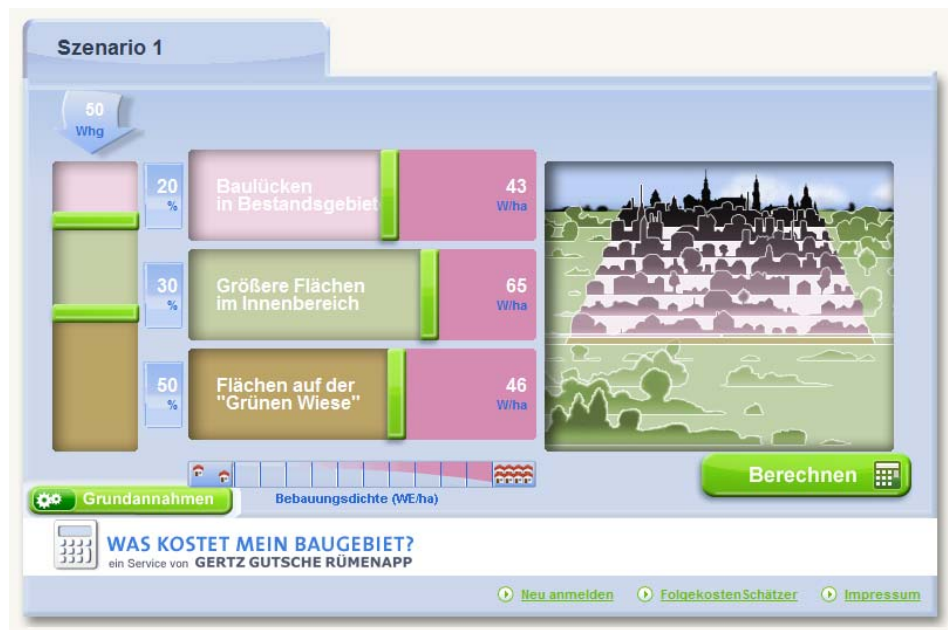 Szenario 1
50
Whg
20
%
Baulücken
in Bestandsgebiet
43
W/ha
30
%
Größere Flächen
im Innenbereich
65
W/ha
50
%
Flächen auf der
"Grünen Wiese"
46
W/ha
Bebauungsdichte (WE/ha)
Berechnen
Grundannahmen
WAS KOSTET MEIN BAUGEBIET?
ein Service von GERTZ GUTSCHE RÜMENAPP
Neu anmelden
FolgekostenSchätzer
Impressum